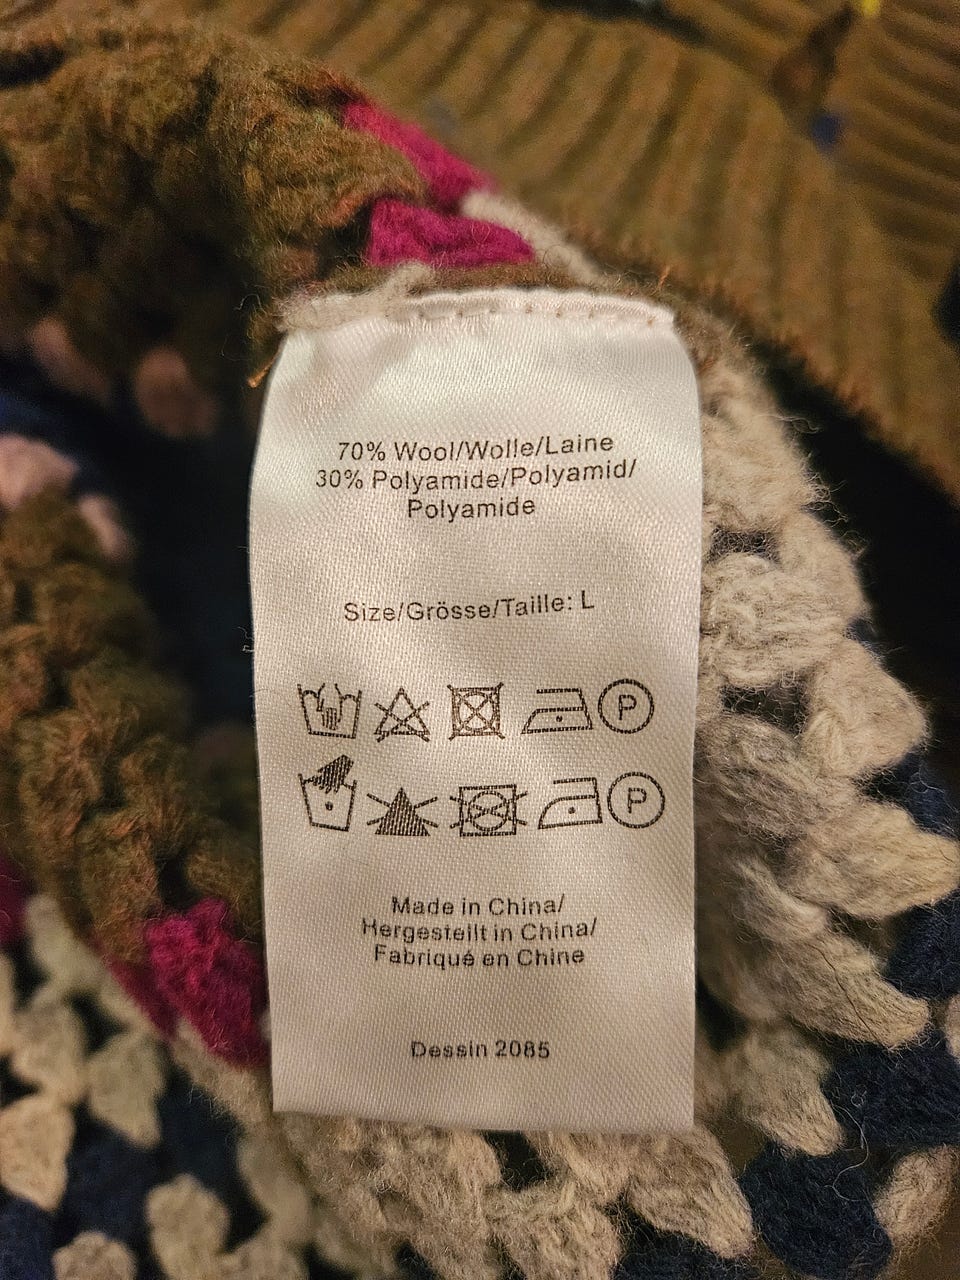 70% Wool/Wolle/Laine
30% Polyamide/Polyamid/
Polyamide
Size/Grösse/Taille: L
P
P
Made in China/
Hergestellt in China/
Fabriqué en Chine
Dessin 2085